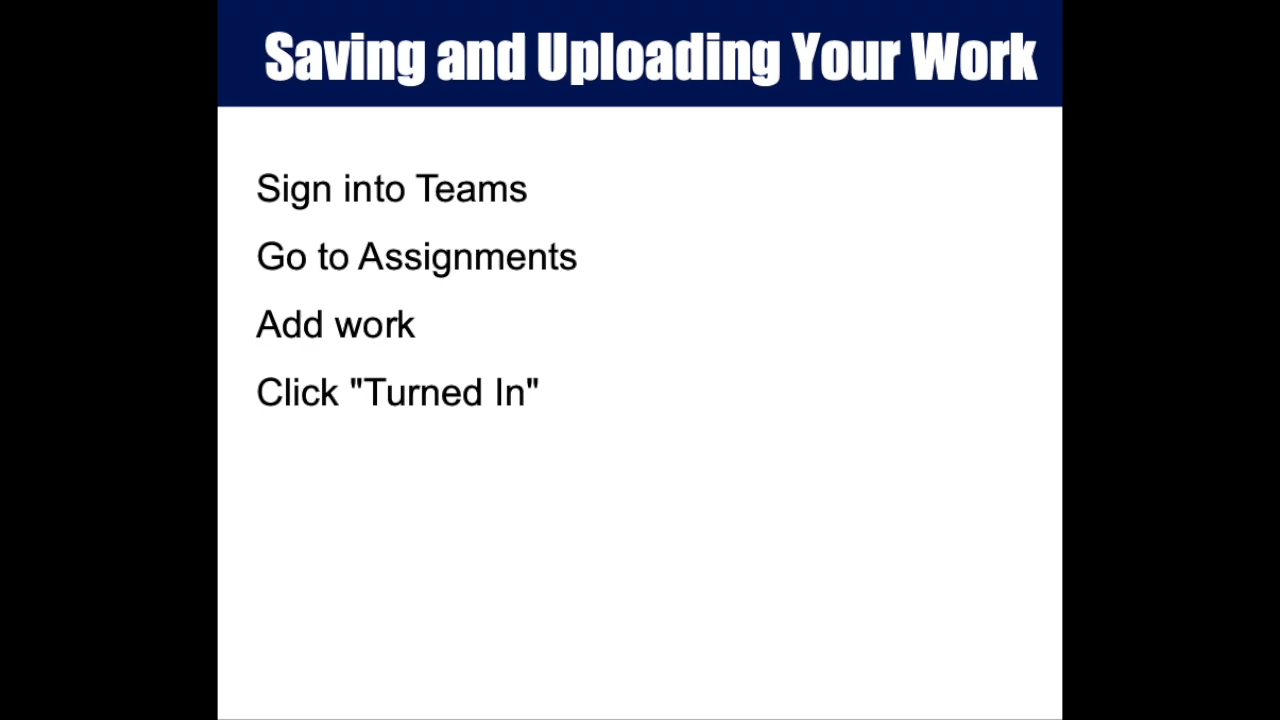 Saving and Uploading Your Work
Sign into Teams
Go to Assignments
Add work
Click "Turned In"